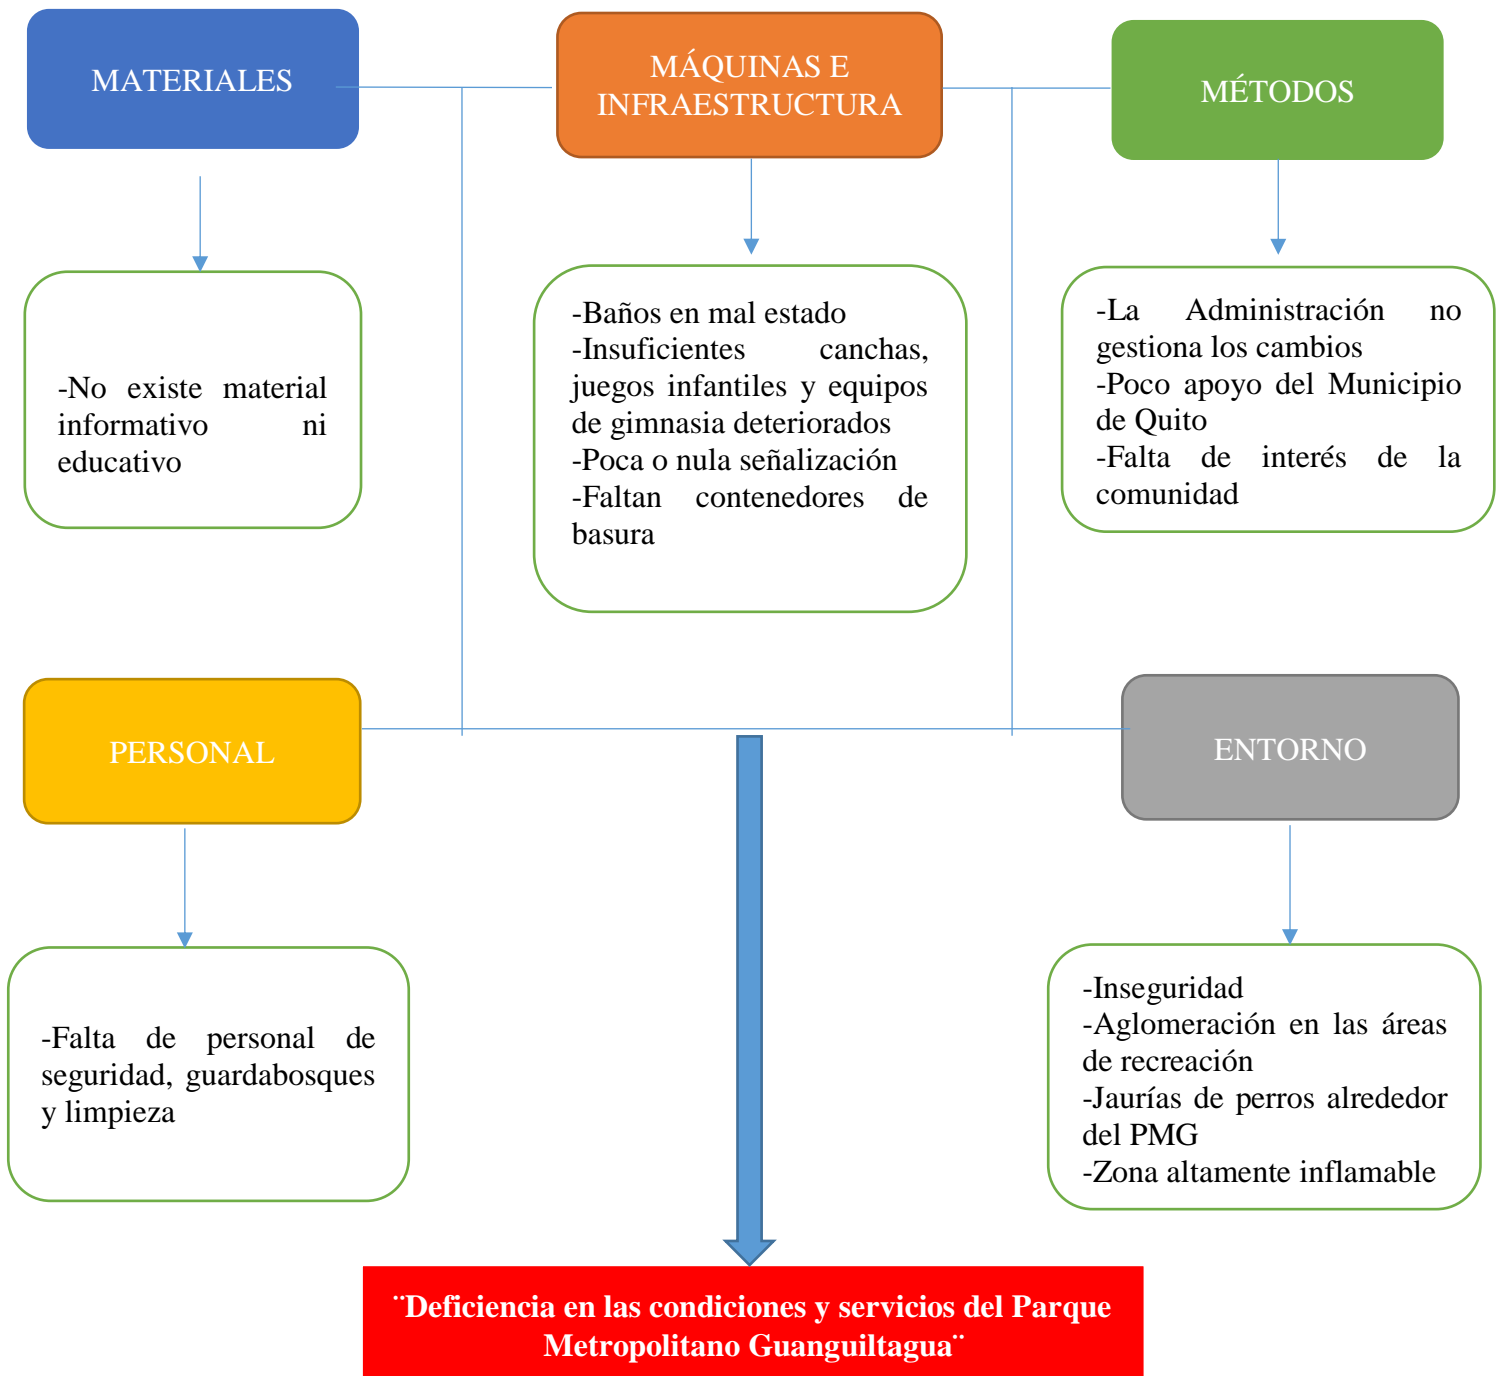 MATERIALES
MÁQUINAS E
INFRAESTRUCTURA
MÉTODOS
-No existe material
informativo ni
educativo
-Baños en mal estado
-Insuficientes canchas,
juegos infantiles y equipos
de gimnasia deteriorados
-Poca o nula señalización
-Faltan contenedores de
basura
-La Administración no
gestiona los cambios
-Poco apoyo del Municipio
de Quito
-Falta de interés de la
comunidad
PERSONAL
ENTORNO
-Falta de personal de
seguridad, guardabosques
y limpieza
-Inseguridad
-Aglomeración en las áreas
de recreación
-Jaurías de perros alrededor
del PMG
-Zona altamente inflamable
¨Deficiencia en las condiciones y servicios del Parque
Metropolitano Guanguiltagua¨